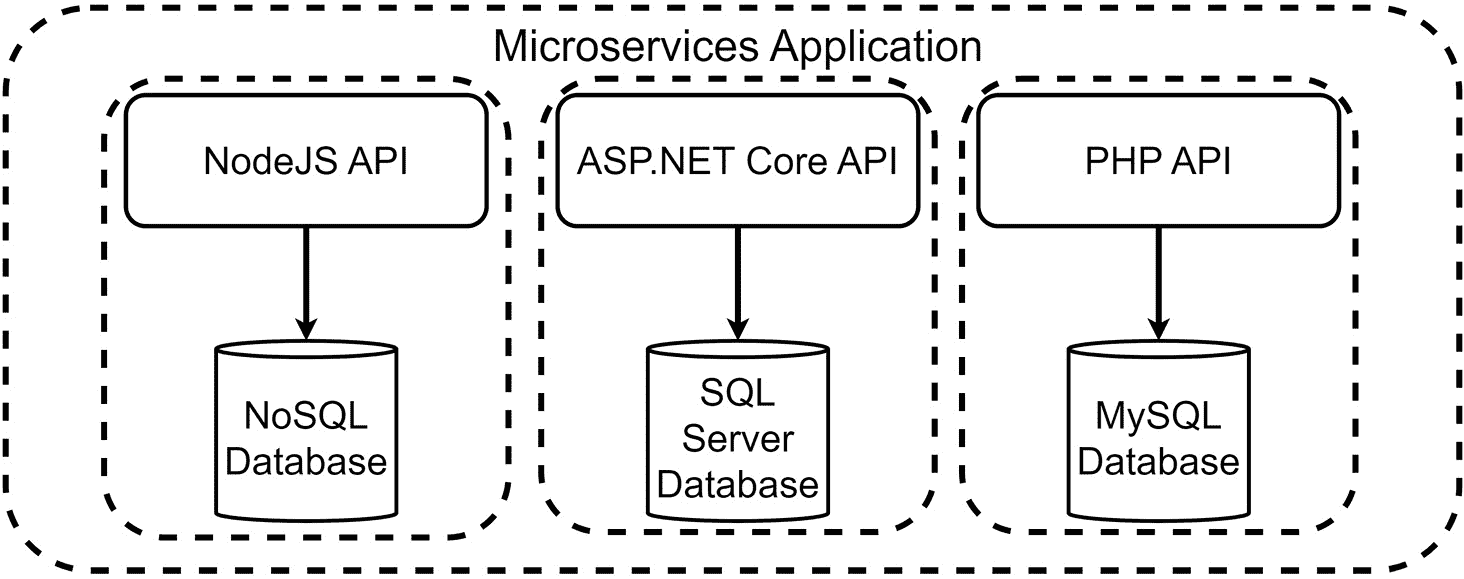 Microservices Application
NodeJS API
ASP.NET Core API
PHP API
NoSQL
Database
SQL
Server
Database
MySQL
Database